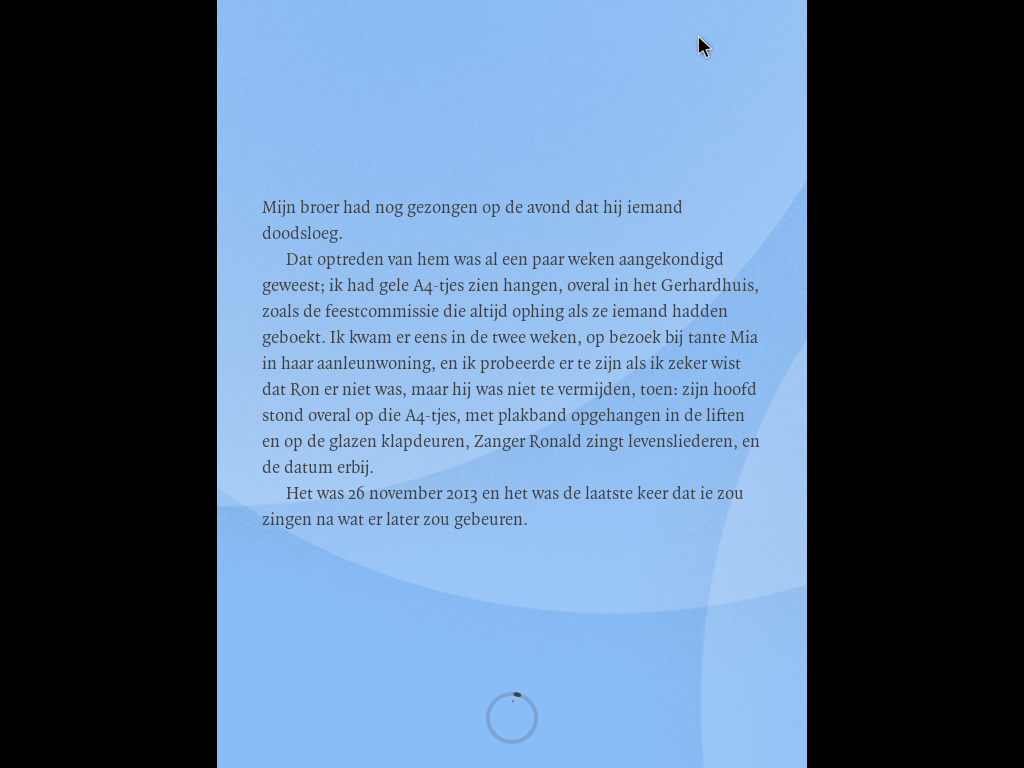 Mijn broer had nog gezongen op de avond dat hij iemand
doodsloeg.
Dat optreden van hem was al een paar weken aangekondigd
geweest; ik had gele A4-tjes zien hangen, overal in het Gerhardhuis,
zoals de feestcommissie die altijd ophing als ze iemand hadden
geboekt. Ik kwam er eens in de twee weken, op bezoek bij tante Mia
in haar aanleunwoning, en ik probeerde er te zijn als ik zeker wist
dat Ron er niet was, maar hij was niet te vermijden, toen: zijn hoofd
stond overal op die A4-tjes, met plakband opgehangen in de liften
en op de glazen klapdeuren, Zanger Ronald zingt levensliederen, en
de datum erbij.
Het was 26 november 2013 en het was de laatste keer dat ie zou
zingen na wat er later zou gebeuren.